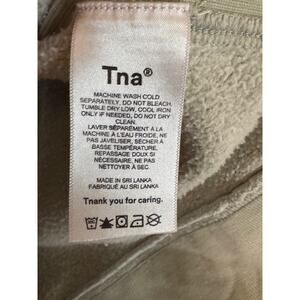 Tna®
MACHINE WASH COLD
SEPARATELY, DO NOT BLEACH,
TUMBLE DRY LOW, COOL IRON
ONLY IF NEEDED, DO NOT DRY
CLEAN.
LAVER SÉPARÉMENT À LA
MACHINE À L'EAU FROIDE, NE
PAS JAVELISER, SÉCHER À
BASSE TEMPÉRATURE,
REPASSAGE DOUX SI
NÉCESSAIRE, NE PAS
NETTOYER À SEC.
MADE IN SRI LANKA
FABRIQUÉ AU SRI LANKA
Tnank you for caring.